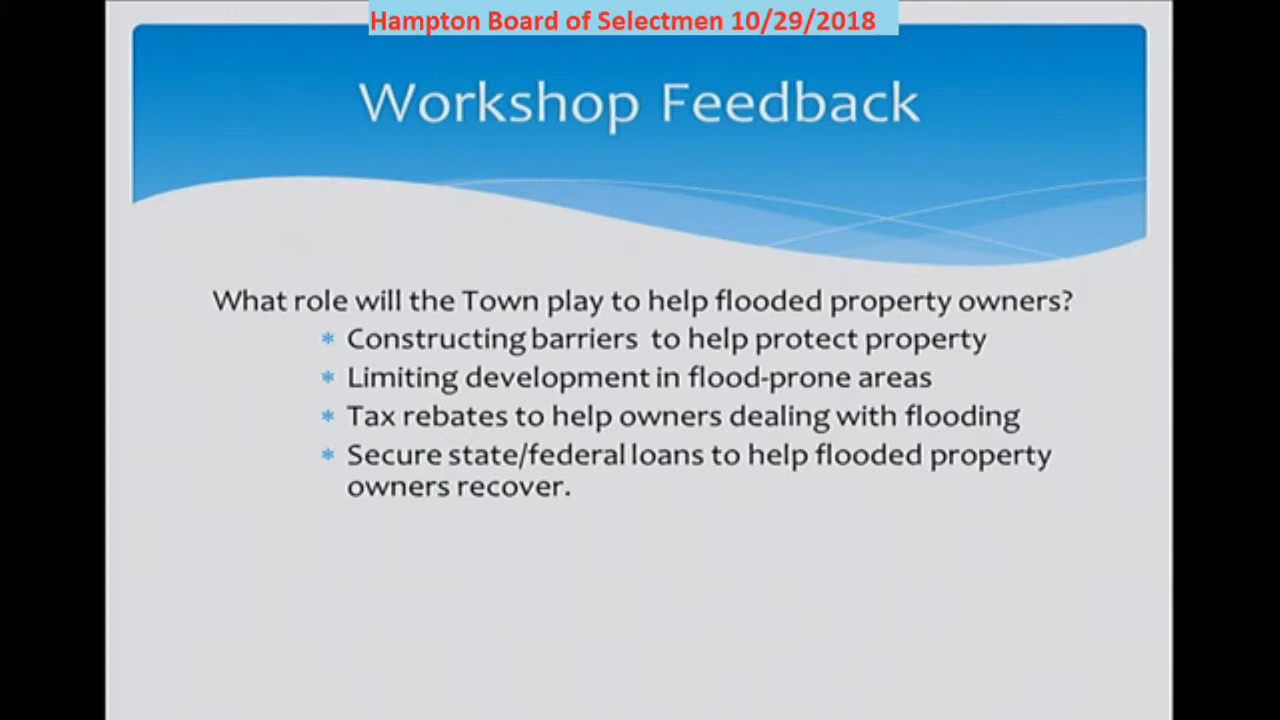 Hampton Board of Selectmen 10/29/2018
Workshop Feedback
What role will the Town play to help flooded property owners?
* Constructing barriers to help protect property
* Limiting development in flood-prone areas
* Tax rebates to help owners dealing with flooding
* Secure state/federal loans to help flooded property
owners recover.